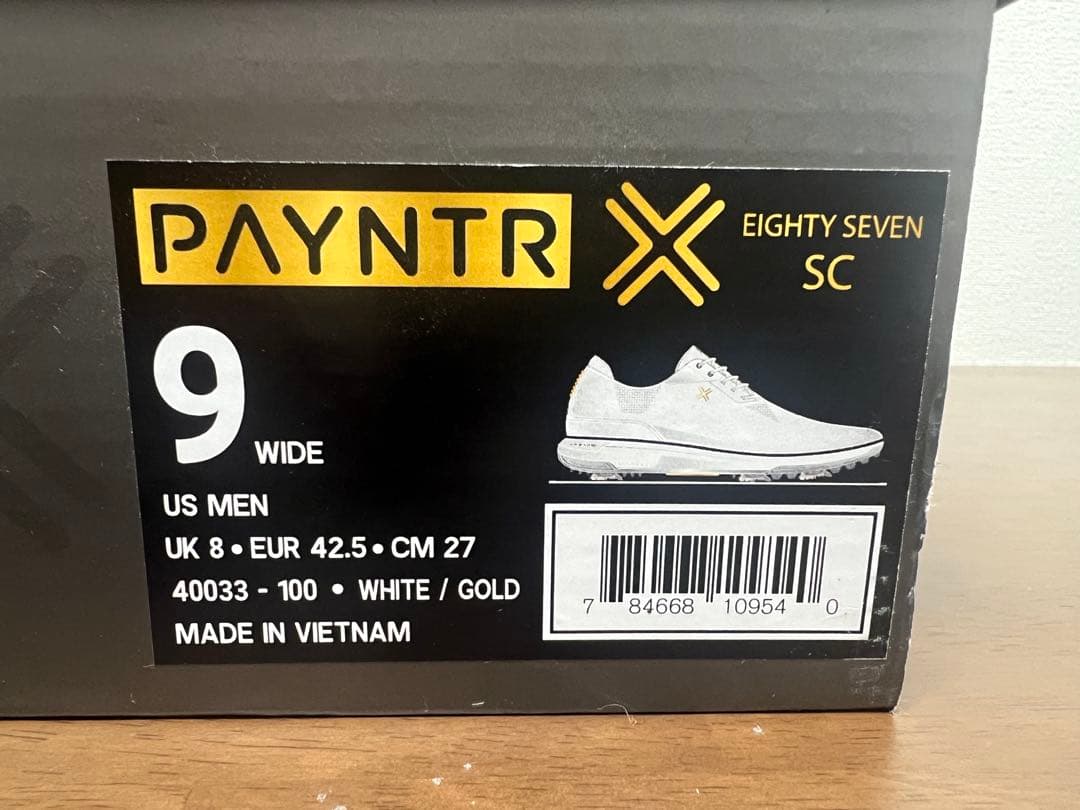 PAYNTR
EIGHTY SEVEN
SC
9 WIDE
US MEN
UK 8 • EUR 42.5 • CM 27
40033 - 100 • WHITE / GOLD
MADE IN VIETNAM
7 84668 10954 0